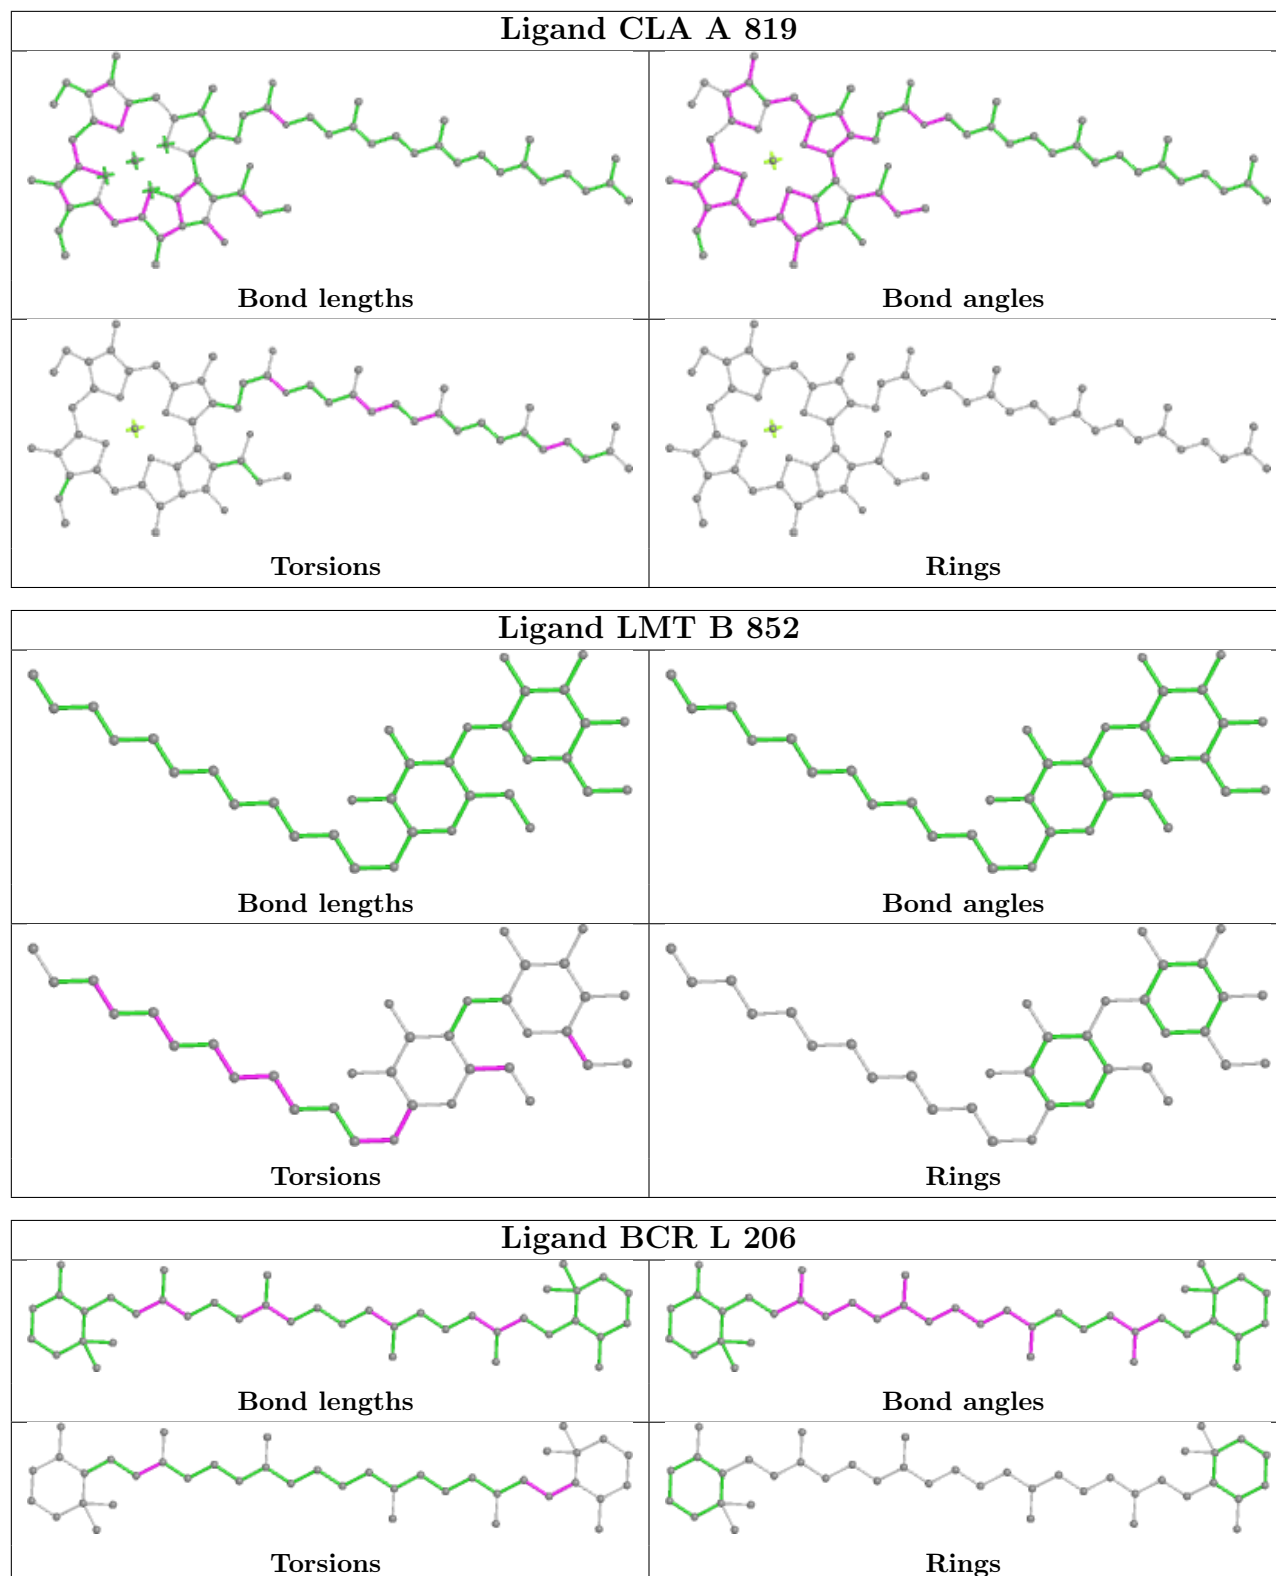 Ligand CLA A 819
Bond lengths
Bond angles
Torsions
Rings
Ligand LMT B 852
Bond lengths
Bond angles
Torsions
Rings
Ligand BCR L 206
Bond lengths
Bond angles
Torsions
Rings